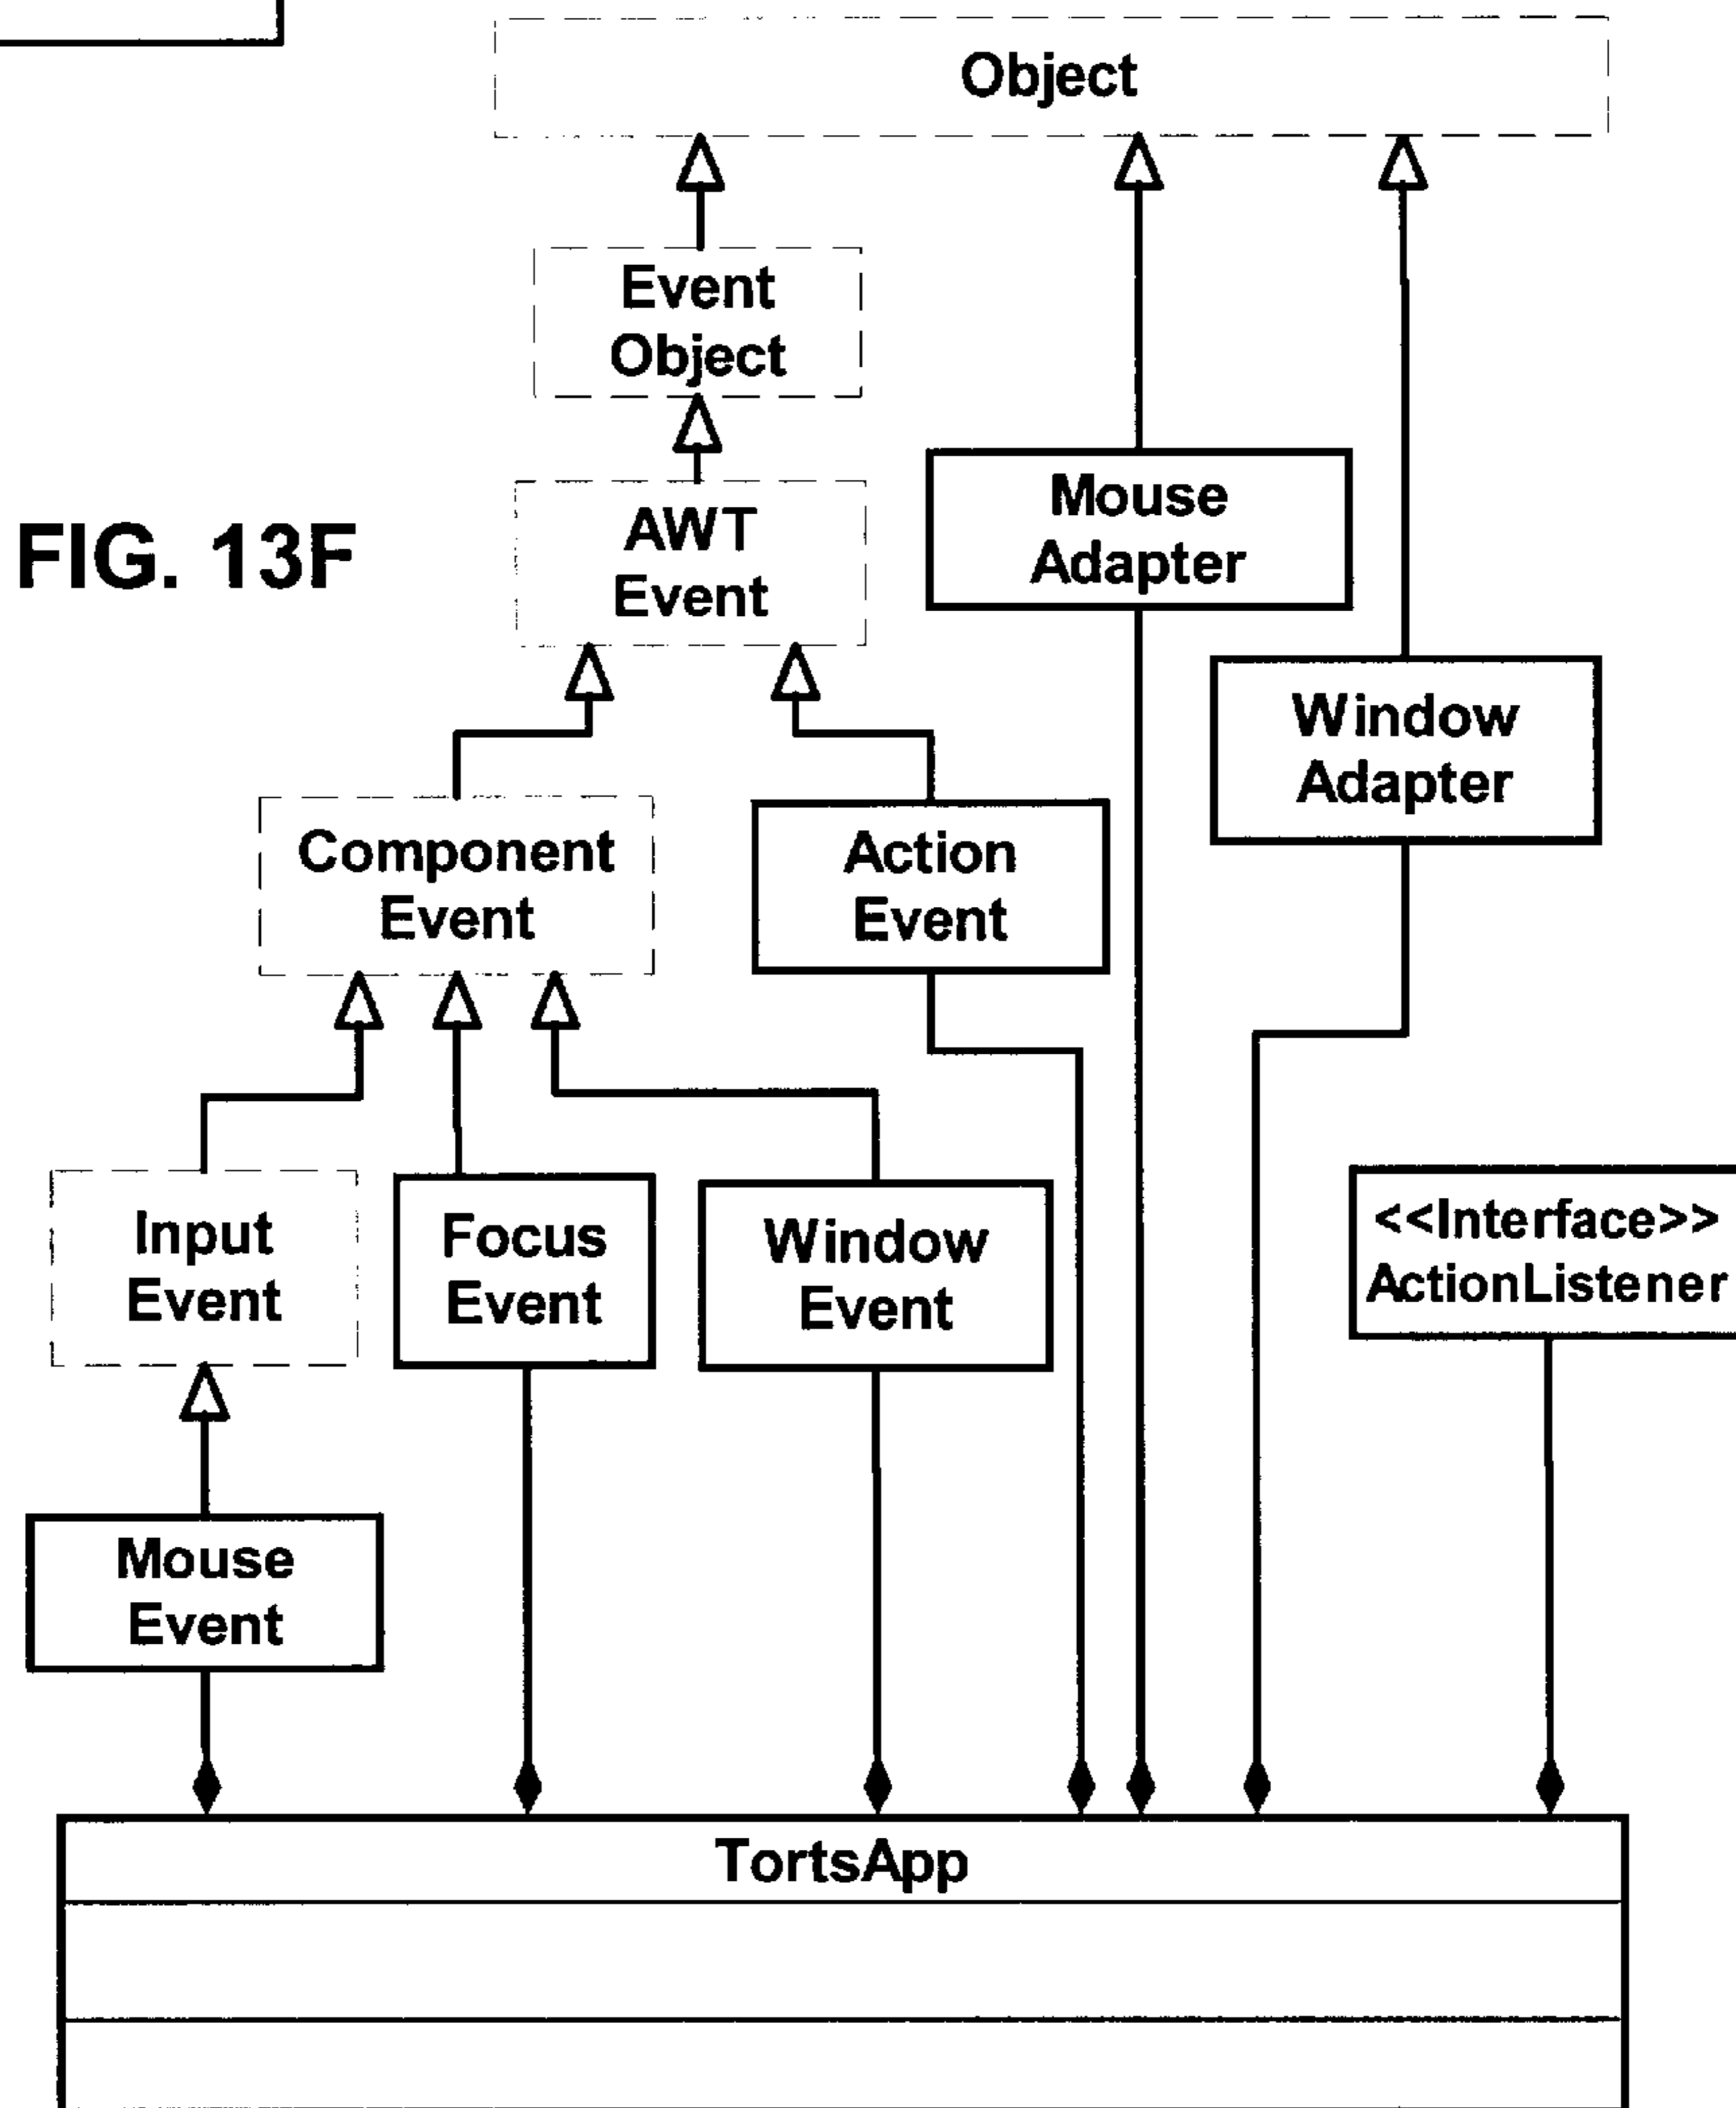 Object
Event
Object
FIG. 13F
AWT
Event
Mouse
Adapter
Window
Adapter
Component
Event
Action
Event
Input
Event
Focus
Event
Window
Event
<<Interface>>
ActionListener
Mouse
Event
TortsApp